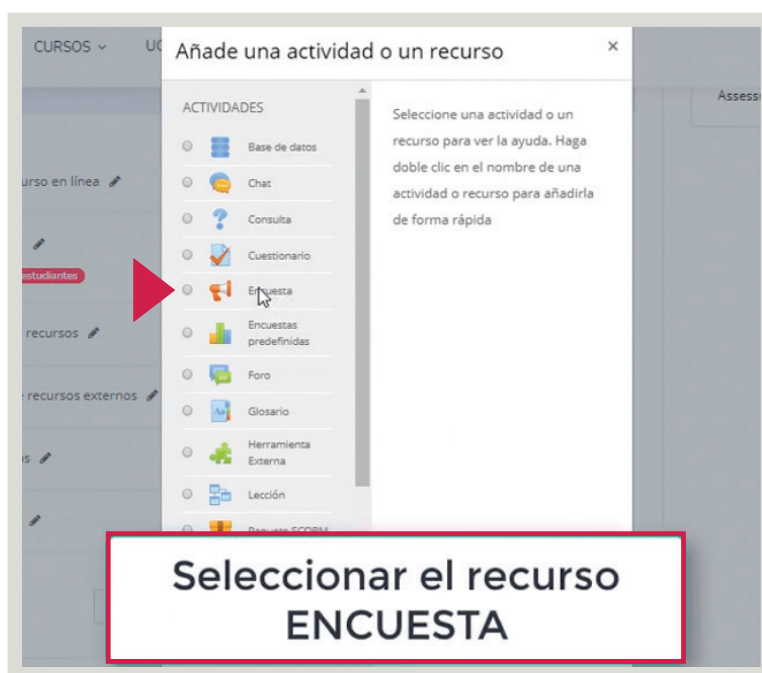 CURSOS
Añade una actividad o un recurso
×
ACTIVIDADES
Base de datos
Chat
Consulta
Cuestionario
Encuesta
Encuestas
predefinidas
Foro
Glosario
Herramienta
Externa
Lección
Paquete SCORM
Seleccione una actividad o un
recurso para ver la ayuda. Haga
doble clic en el nombre de una
actividad o recurso para añadirla
de forma rápida
en línea
estudiantes
recursos
recursos externos
Seleccionar el recurso
ENCUESTA